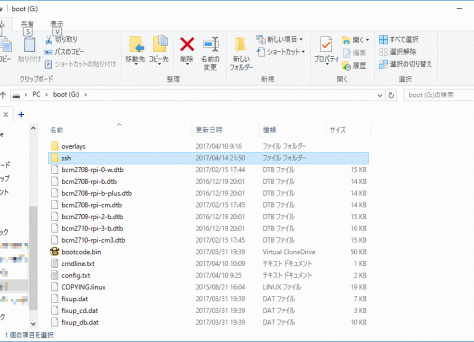 boot (G:)
ム 共有 表示
コピー 貼り付け 切り取り パスのコピー ショートカットの貼り付け
移動先 コピー先 削除 名前の変更 新しいフォルダー 新しい項目 ショートカット
プロパティ 開く 編集 履歴 すべて選択 選択解除 選択の切り替え
クリップボード 整理 新規 開く 選択
PC boot (G:) boot (G:)の検索
名前 更新日時 種類 サイズ
overlays 2017/04/10 9:16 ファイル フォルダー
ssh 2017/04/14 21:50 ファイル フォルダー
bcm2708-rpi-0-w.dtb 2017/02/15 17:44 DTB ファイル 15 KB
bcm2708-rpi-b.dtb 2016/12/19 20:01 DTB ファイル 14 KB
bcm2708-rpi-b-plus.dtb 2016/12/19 20:01 DTB ファイル 15 KB
bcm2708-rpi-cm.dtb 2017/02/15 17:45 DTB ファイル 14 KB
bcm2709-rpi-2-b.dtb 2016/12/19 20:01 DTB ファイル 16 KB
bcm2710-rpi-3-b.dtb 2016/12/19 20:01 DTB ファイル 16 KB
bcm2710-rpi-cm3.dtb 2017/02/15 17:45 DTB ファイル 15 KB
bootcode.bin 2017/03/31 19:39 Virtual CloneDrive 50 KB
cmdline.txt 2017/04/10 10:09 テキスト ドキュメント 1 KB
config.txt 2017/04/10 9:25 テキスト ドキュメント 2 KB
COPYING.linux 2015/08/21 16:04 LINUX ファイル 19 KB
fixup.dat 2017/03/31 19:39 DAT ファイル 7 KB
fixup_cd.dat 2017/03/31 19:39 DAT ファイル 3 KB
fixup_db.dat 2017/03/31 19:39 DAT ファイル 10 KB
1 個の項目を選択